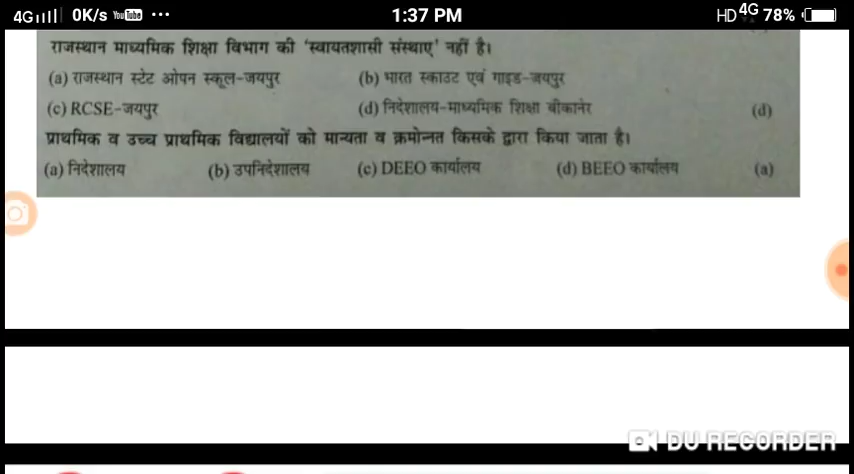 4G 0K/s YouTube ••• 1:37 PM HD 4G 78%
राजस्थान माध्यमिक शिक्षा विभाग की 'स्वायतशासी संस्थाए' नहीं है।
(a) राजस्थान स्टेट ओपन स्कूल-जयपुर (b) भारत स्काउट एवं गाइड-जयपुर
(c) RCSE-जयपुर (d) निदेशालय-माध्यमिक शिक्षा बीकानेर (d)
प्राथमिक व उच्च प्राथमिक विद्यालयों को मान्यता व क्रमोन्नत किसके द्वारा किया जाता है।
(a) निदेशालय (b) उपनिदेशालय (c) DEEO कार्यालय (d) BEEO कार्यालय (a)
DU RECORDER